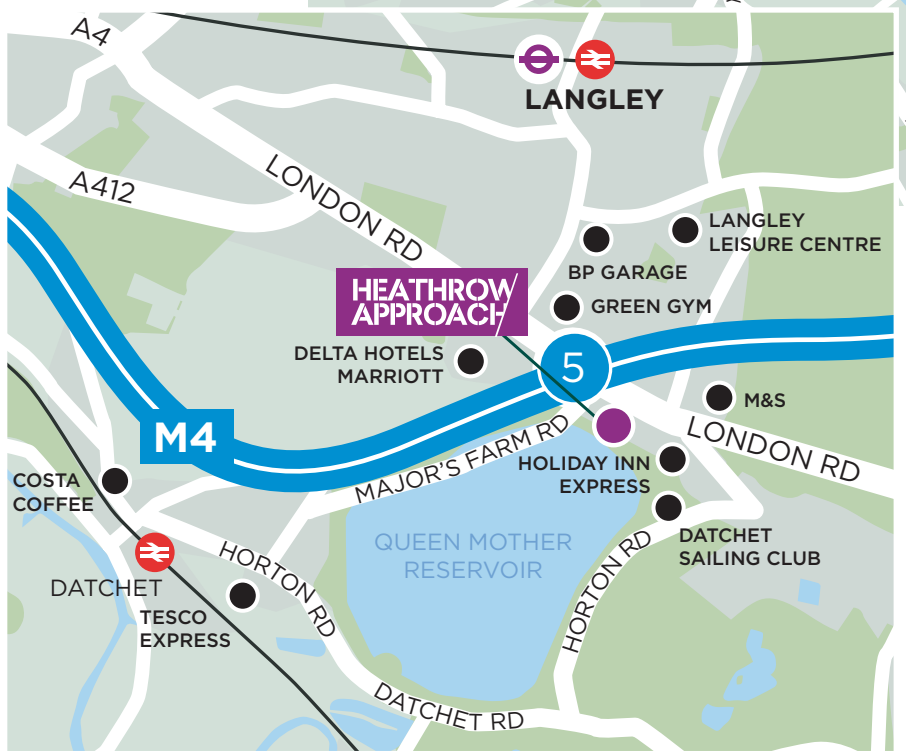 A4
LANGLEY
A412
LONDON RD
LANGLEY
LEISURE CENTRE
BP GARAGE
HEATHROW
APPROACH
GREEN GYM
DELTA HOTELS
MARRIOTT
5
M&S
M4
LONDON RD
MAJOR'S FARM RD
HOLIDAY INN
EXPRESS
COSTA
COFFEE
DATCHET
SAILING CLUB
QUEEN MOTHER
RESERVOIR
HORTON RD
HORTON RD
DATCHET
TESCO
EXPRESS
DATCHET RD